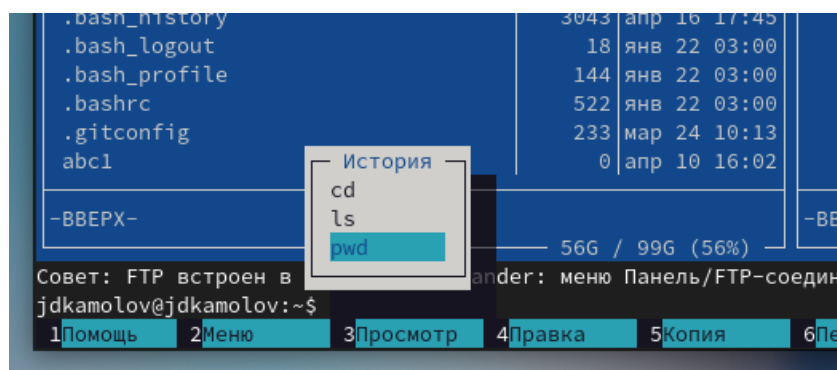 .bash_history 3043 апр 16 17:45
.bash_logout 18 янв 22 03:00
.bash_profile 144 янв 22 03:00
.bashrc 522 янв 22 03:00
.gitconfig 233 мар 24 10:13
abc1 0 апр 10 16:02
История
cd
ls
pwd
-ВВЕРХ-
56G / 99G (56%)
Совет: FTP встроен в ander: меню Панель/FTP-соедин
jdkamolov@jdkamolov:~$
1Помощь 2Меню 3Просмотр 4Правка 5Копия 6Пе